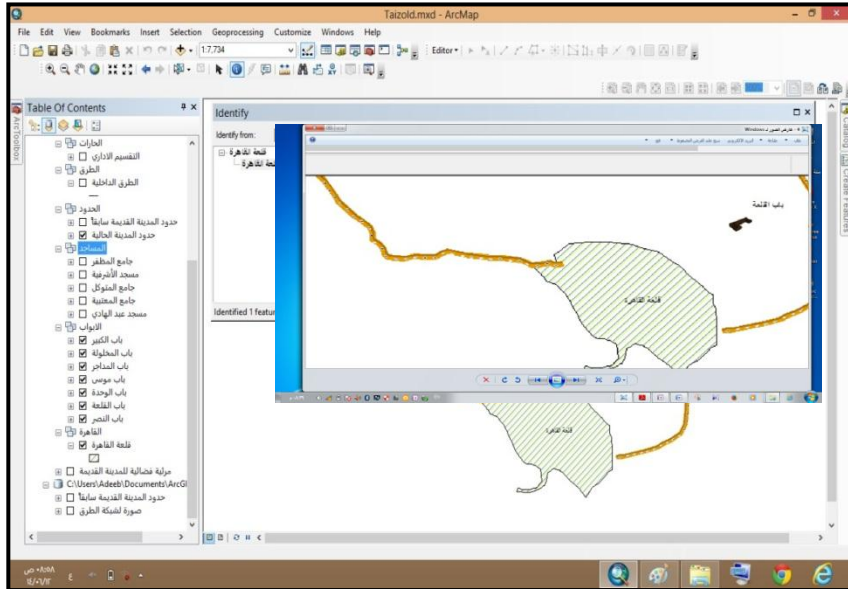 Taizold.mxd - ArcMap
File Edit View Bookmarks Insert Selection Geoprocessing Customize Windows Help
1:7,734
Editor
Table Of Contents
ArcToolbox
الحارات
التقسيم الاداري
الطرق
الطرق الداخلية
الحدود
حدود المدينة القديمة سابقاً
حدود المدينة الحالية
المساجد
جامع المظفر
مسجد الأشرفية
جامع المتوكل
جامع المعتبية
مسجد عبد الهادي
الابواب
باب الكبير
باب المخلولة
باب المداجر
باب موسى
باب الوحدة
باب القلعة
باب النصر
القاهرة
قلعة القاهرة
مرئية فضائية للمدينة القديمة
C:\Users\Adeeb\Documents\ArcGI
حدود المدينة القديمة سابقاً
صورة لشبكة الطرق
Identify
Identify from:
قلعة القاهرة
قلعة القاهرة
Identified 1 featur
قلعة القاهرة
قلعة القاهرة
Catalog
Create Features